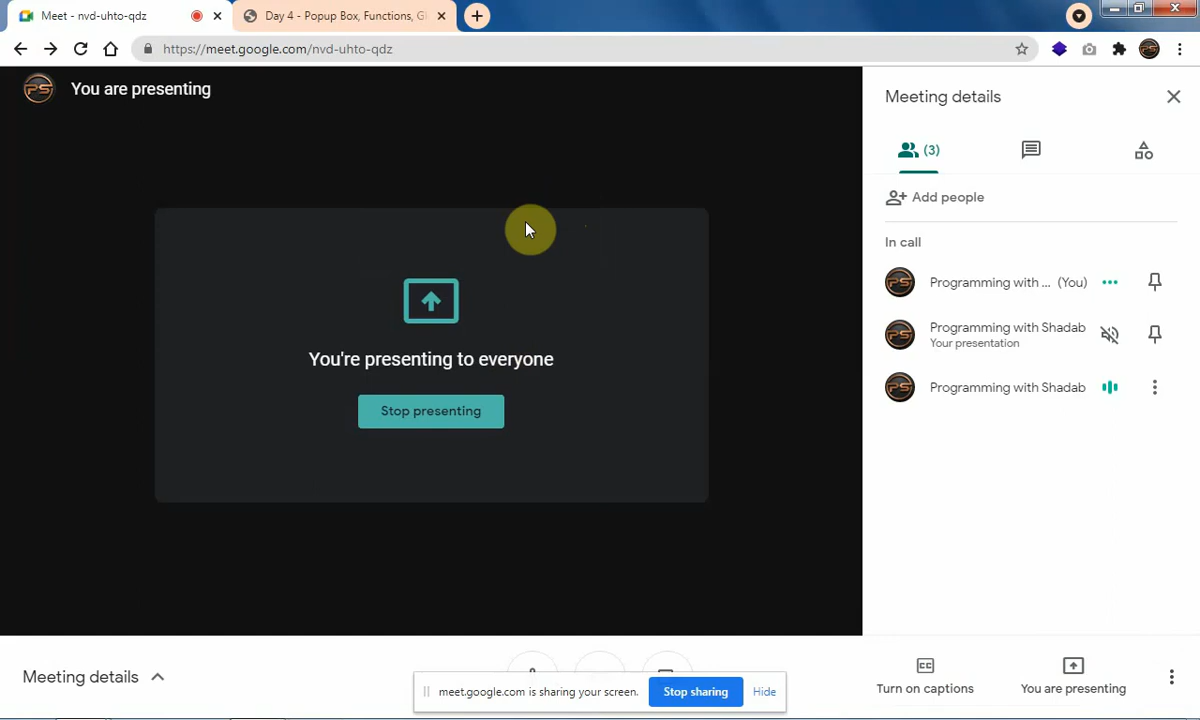 Meet - nvd-uhto-qdz
Day 4 - Popup Box, Functions, Gl
https://meet.google.com/nvd-uhto-qdz
PS You are presenting
You're presenting to everyone
Stop presenting
Meeting details
(3)
Add people
In call
Programming with ... (You)
Programming with Shadab
Your presentation
Programming with Shadab
Meeting details
meet.google.com is sharing your screen. Stop sharing Hide
CC
Turn on captions
You are presenting